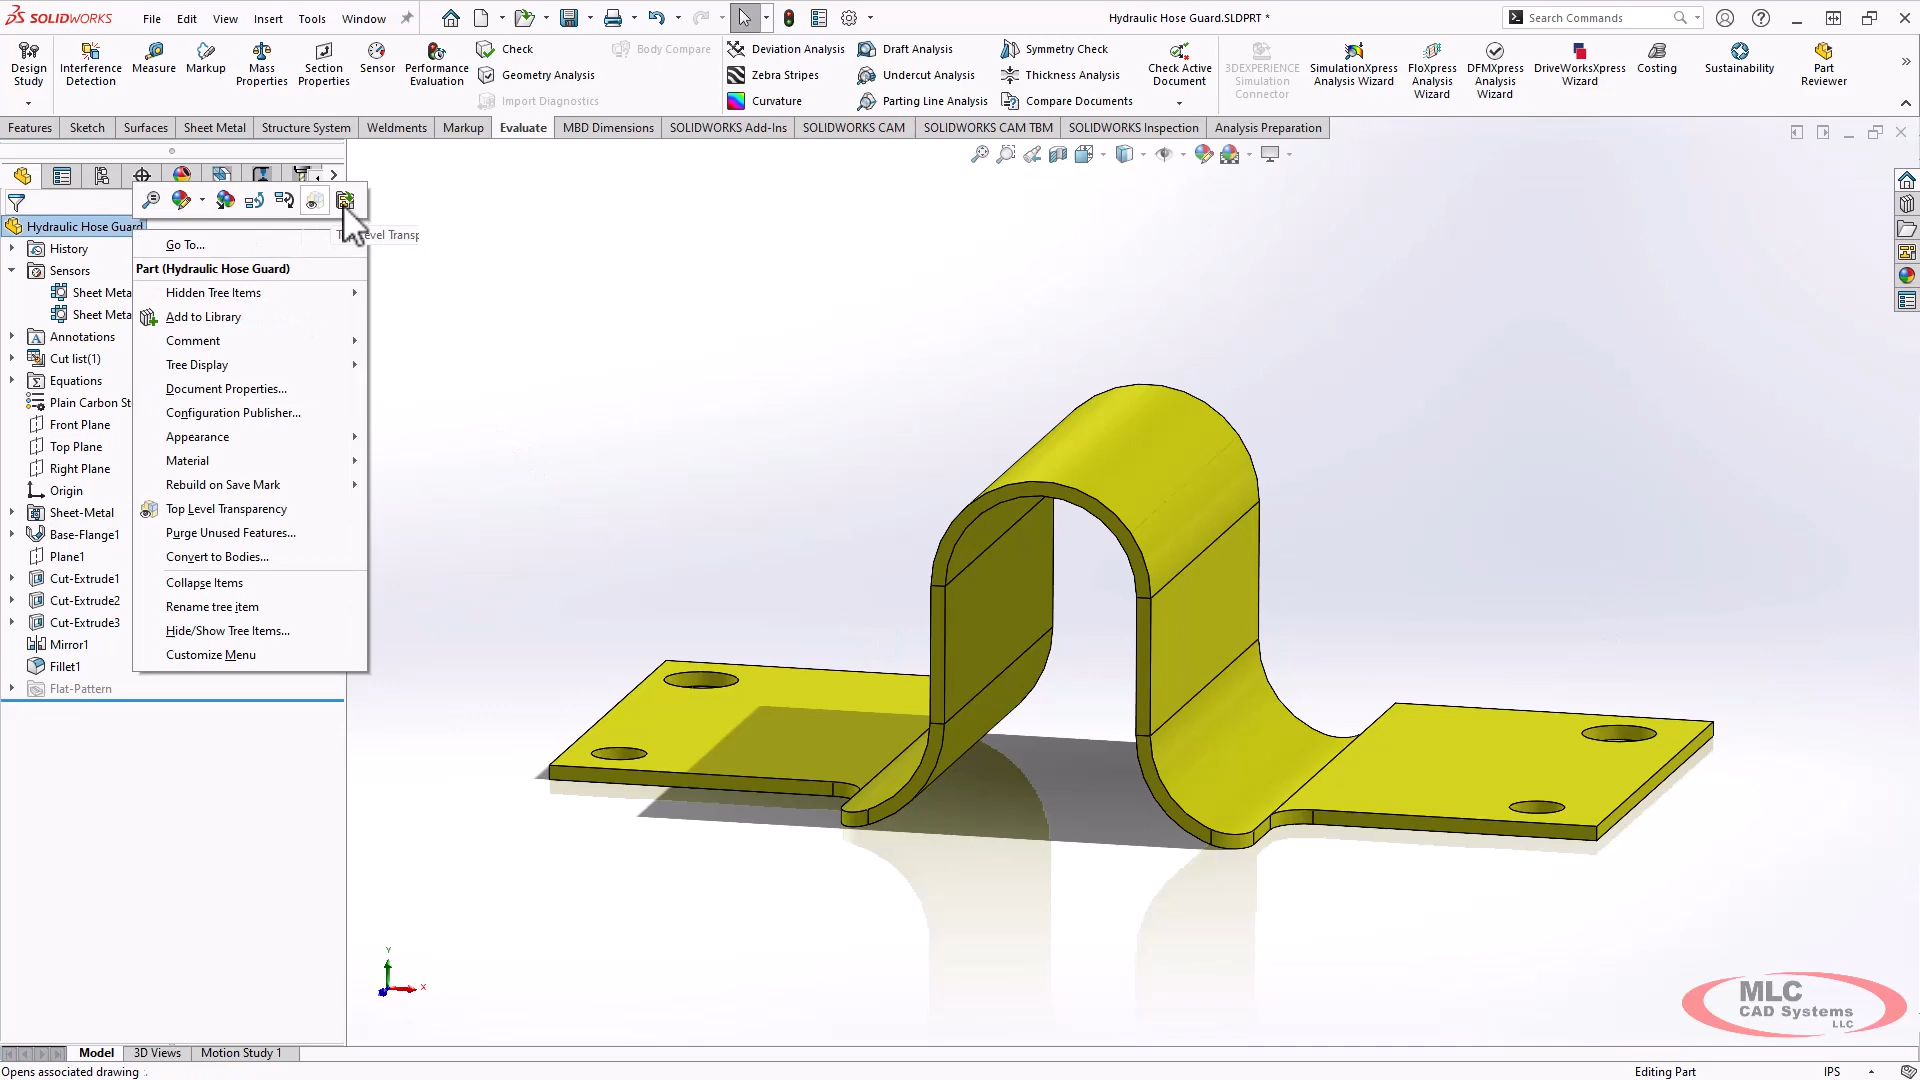 SOLIDWORKS
File Edit View Insert Tools Window
Hydraulic Hose Guard.SLDPRT *
Search Commands
Design Study
Interference Detection
Measure
Markup
Mass Properties
Section Properties
Sensor
Performance Evaluation
Check
Geometry Analysis
Import Diagnostics
Body Compare
Deviation Analysis
Zebra Stripes
Curvature
Draft Analysis
Undercut Analysis
Parting Line Analysis
Symmetry Check
Thickness Analysis
Compare Documents
Check Active Document
3DEXPERIENCE Simulation Connector
SimulationXpress Analysis Wizard
FloXpress Analysis Wizard
DFMXpress Analysis Wizard
DriveWorksXpress Wizard
Costing
Sustainability
Part Reviewer
Features Sketch Surfaces Sheet Metal Structure System Weldments Markup Evaluate MBD Dimensions SOLIDWORKS Add-Ins SOLIDWORKS CAM SOLIDWORKS CAM TBM SOLIDWORKS Inspection Analysis Preparation
Hydraulic Hose Guard
History
Sensors
Sheet Meta
Sheet Meta
Annotations
Cut list(1)
Equations
Plain Carbon St
Front Plane
Top Plane
Right Plane
Origin
Sheet-Metal
Base-Flange1
Plane1
Cut-Extrude1
Cut-Extrude2
Cut-Extrude3
Mirror1
Fillet1
Flat-Pattern
Go To...
Part (Hydraulic Hose Guard)
Hidden Tree Items
Add to Library
Comment
Tree Display
Document Properties...
Configuration Publisher...
Appearance
Material
Rebuild on Save Mark
Top Level Transparency
Purge Unused Features...
Convert to Bodies...
Collapse Items
Rename tree item
Hide/Show Tree Items...
Customize Menu
Y
X
MLC
CAD Systems
LLC
Model 3D Views Motion Study 1
Opens associated drawing .
Editing Part
IPS